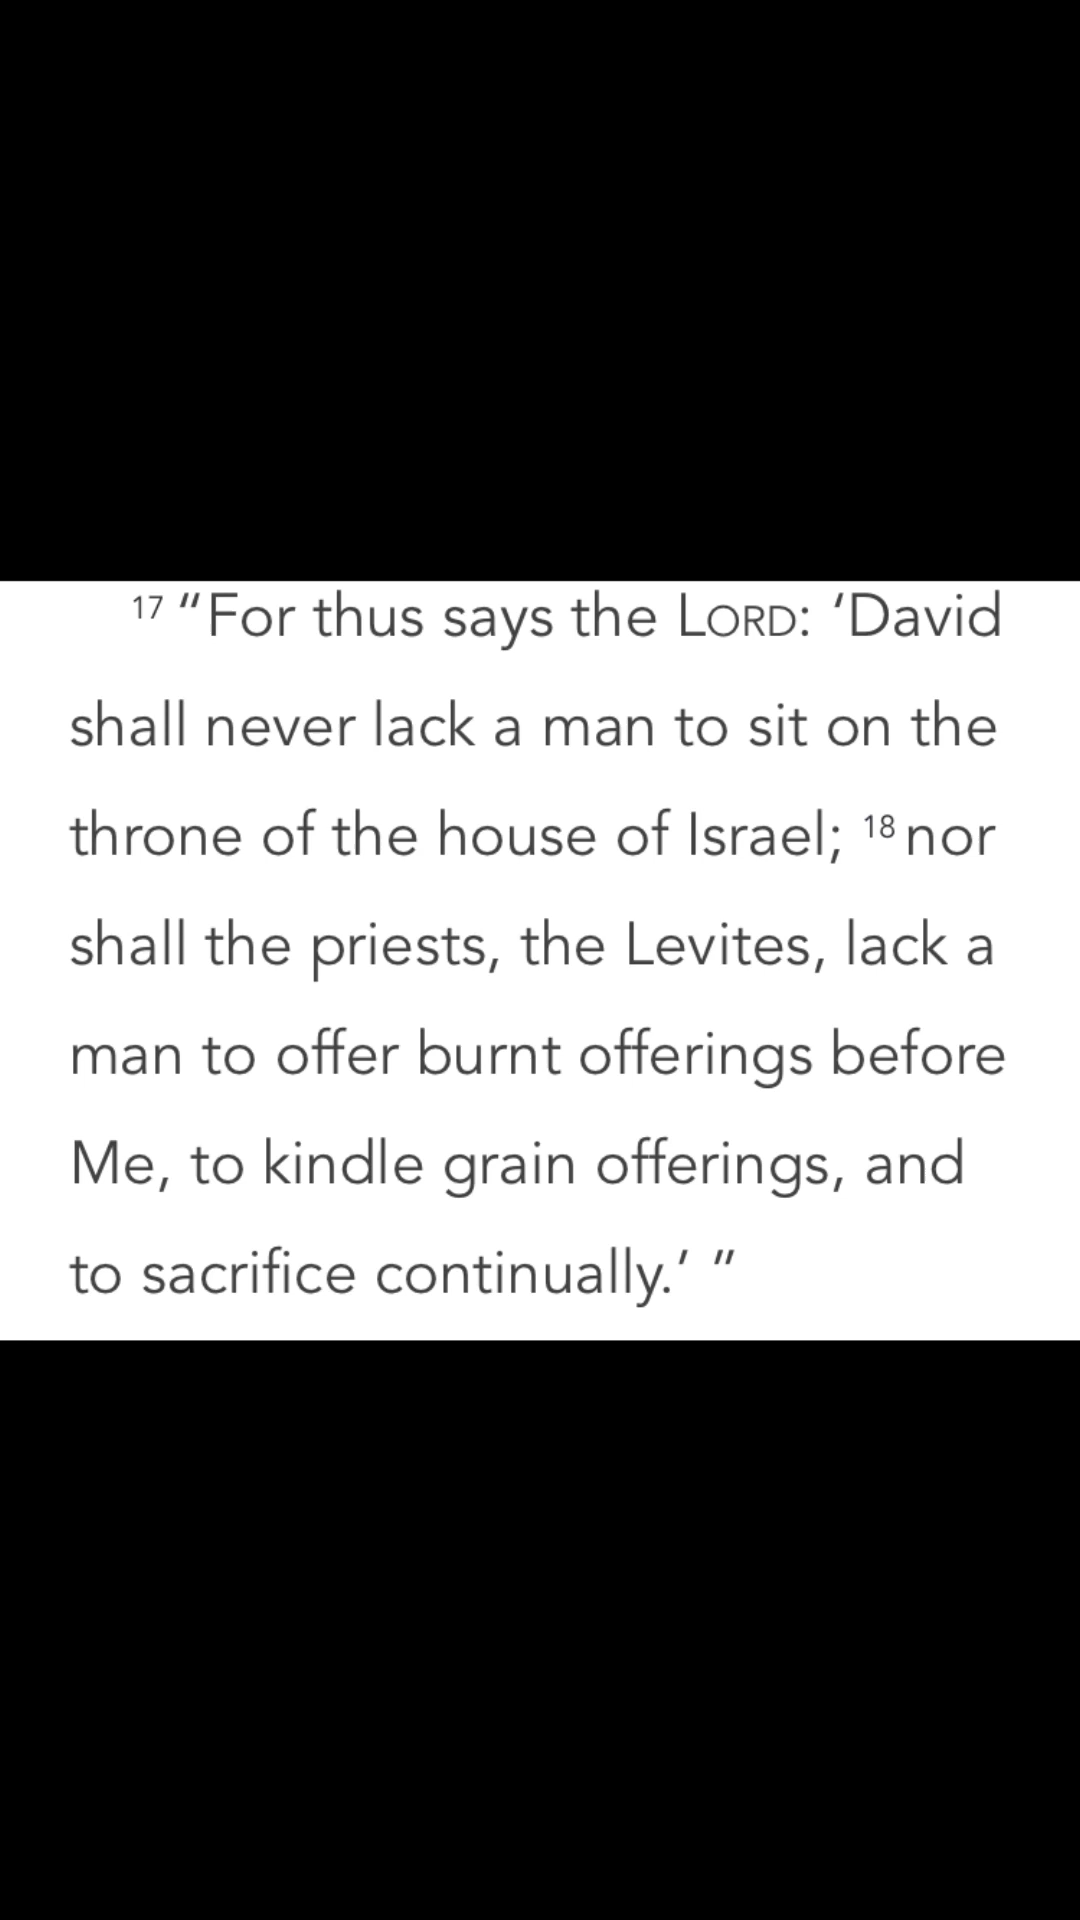 17 “For thus says the LORD: ‘David
shall never lack a man to sit on the
throne of the house of Israel; 18 nor
shall the priests, the Levites, lack a
man to offer burnt offerings before
Me, to kindle grain offerings, and
to sacrifice continually.’ ”